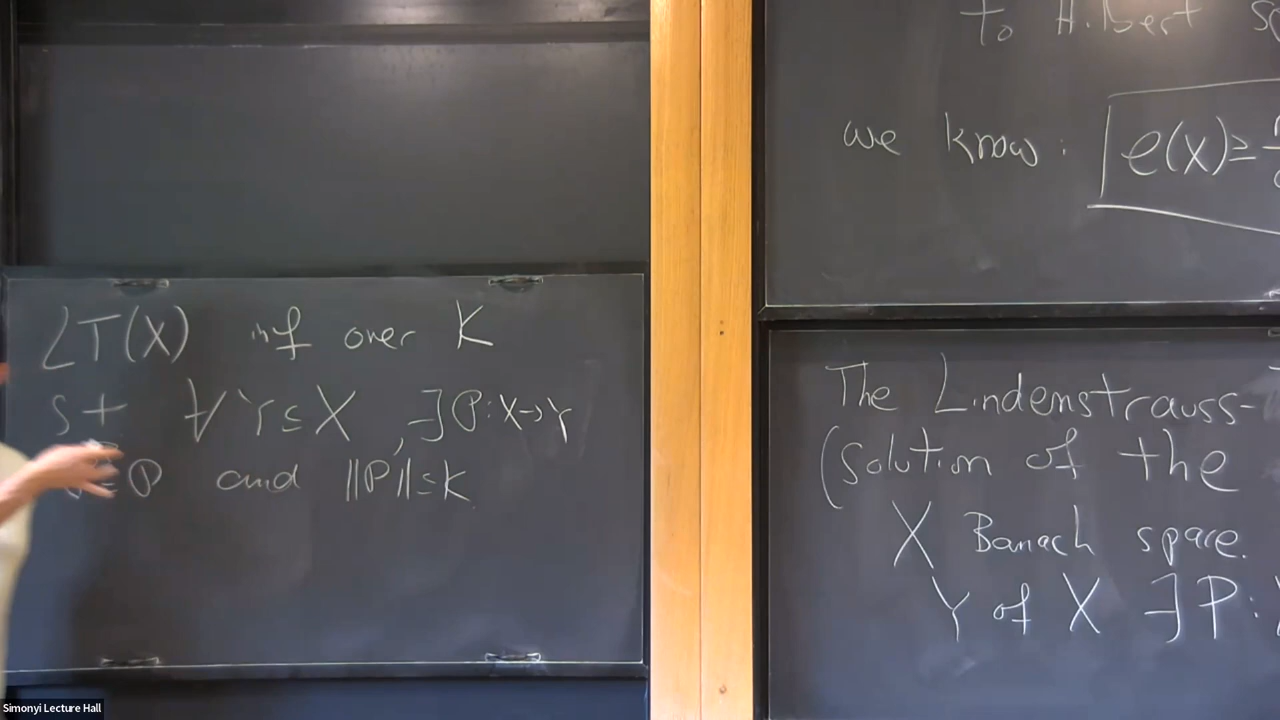 LT(X) inf over K
st ∀Y⊆X, ∃P:X→Y
P and ‖P‖≤K
to Hilbert
we know: e(X)≥
The Lindenstrauss-
(solution of the
X Banach space.
Y of X ∃P:
Simonyi Lecture Hall